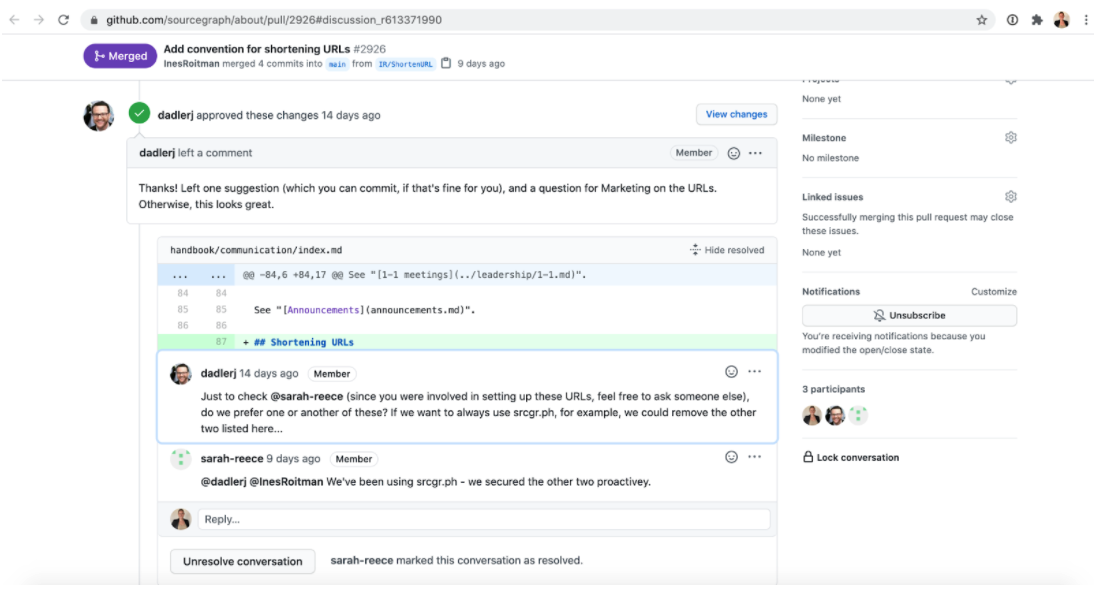 github.com/sourcegraph/about/pull/2926#discussion_r613371990
Merged
Add convention for shortening URLs #2926
InesRoitman merged 4 commits into main from IR/ShortenURL 9 days ago
Projects
None yet
dadlerj approved these changes 14 days ago
View changes
Milestone
No milestone
dadlerj left a comment
Member
Thanks! Left one suggestion (which you can commit, if that's fine for you), and a question for Marketing on the URLs.
Otherwise, this looks great.
Linked issues
Successfully merging this pull request may close
these issues.
None yet
handbook/communication/index.md
Hide resolved
... ... @@ -84,6 +84,17 @@ See "[1-1 meetings](../leadership/1-1.md)".
84 84
85 85 See "[Announcements](announcements.md)".
86 86
87 + ## Shortening URLs
Notifications
Customize
Unsubscribe
You're receiving notifications because you
modified the open/close state.
dadlerj 14 days ago Member
Just to check @sarah-reece (since you were involved in setting up these URLs, feel free to ask someone else),
do we prefer one or another of these? If we want to always use srcgr.ph, for example, we could remove the other
two listed here...
3 participants
sarah-reece 9 days ago Member
@dadlerj @InesRoitman We've been using srcgr.ph - we secured the other two proactivey.
Lock conversation
Reply...
Unresolve conversation
sarah-reece marked this conversation as resolved.